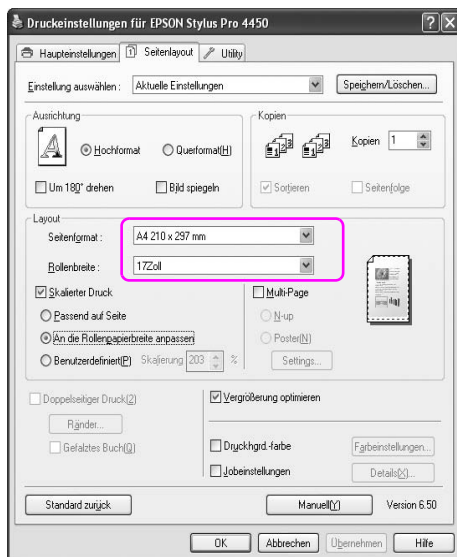 Druckeinstellungen für EPSON Stylus Pro 4450
Haupteinstellungen Seitenlayout Utility
Einstellung auswählen : Aktuelle Einstellungen Speichern/Löschen...
Ausrichtung Kopien
A Hochformat Querformat(H) Kopien 1
Um 180° drehen Bild spiegeln Sortieren Seitenfolge
Layout
Seitenformat : A4 210 x 297 mm
Rollenbreite : 17Zoll
Skalierter Druck Multi-Page
Passend auf Seite N-up
An die Rollenpapierbreite anpassen Poster(N)
Benutzerdefiniert(P) Skalierung 203 % Settings...
Doppelseitiger Druck(2) Vergrößerung optimieren
Ränder...
Gefalztes Buch(Q) Druckhgrd.-farbe Farbeinstellungen...
Jobeinstellungen Details(X)...
Standard zurück Manuell(Y) Version 6.50
OK Abbrechen Übernehmen Hilfe